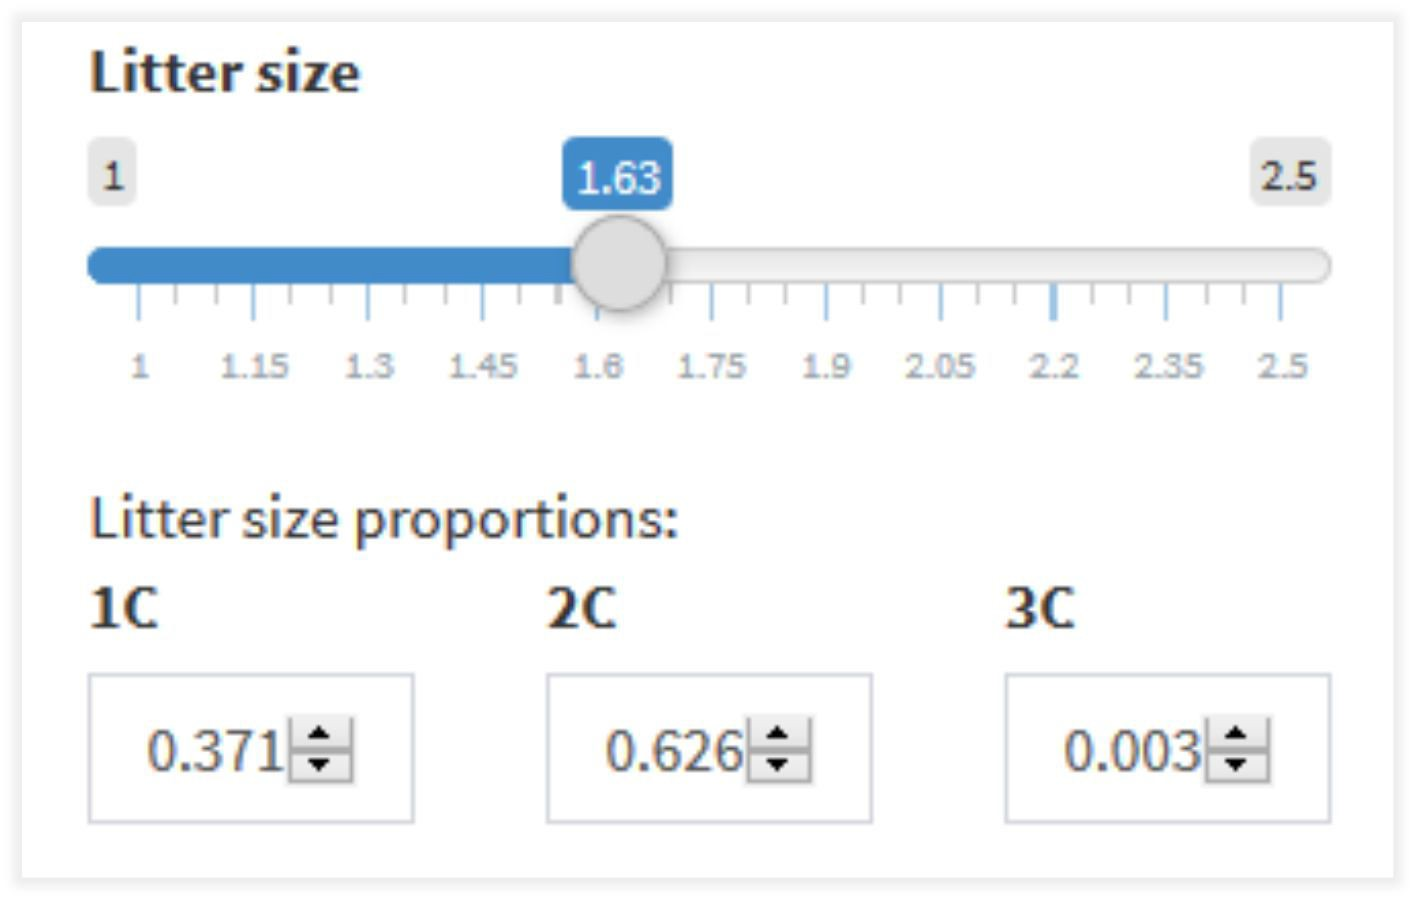 Litter size
1 1.63 2.5
1 1.15 1.3 1.45 1.6 1.75 1.9 2.05 2.2 2.35 2.5
Litter size proportions:
1C 2C 3C
0.371 0.626 0.003